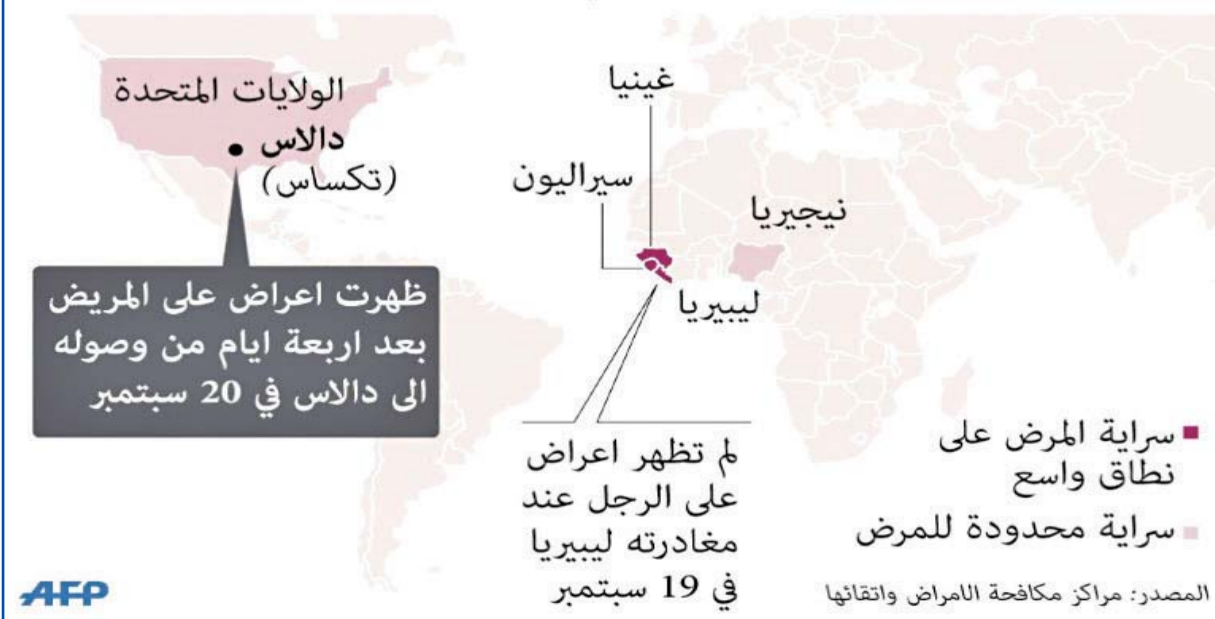 الولايات المتحدة
دالاس
(تكساس)
ظهرت اعراض على المريض
بعد اربعة ايام من وصوله
الى دالاس في 20 سبتمبر
غينيا
سيراليون
نيجيريا
ليبيريا
لم تظهر اعراض
على الرجل عند
مغادرته ليبيريا
في 19 سبتمبر
سراية المرض على
نطاق واسع
سراية محدودة للمرض
المصدر: مراكز مكافحة الامراض واتقائها
AFP